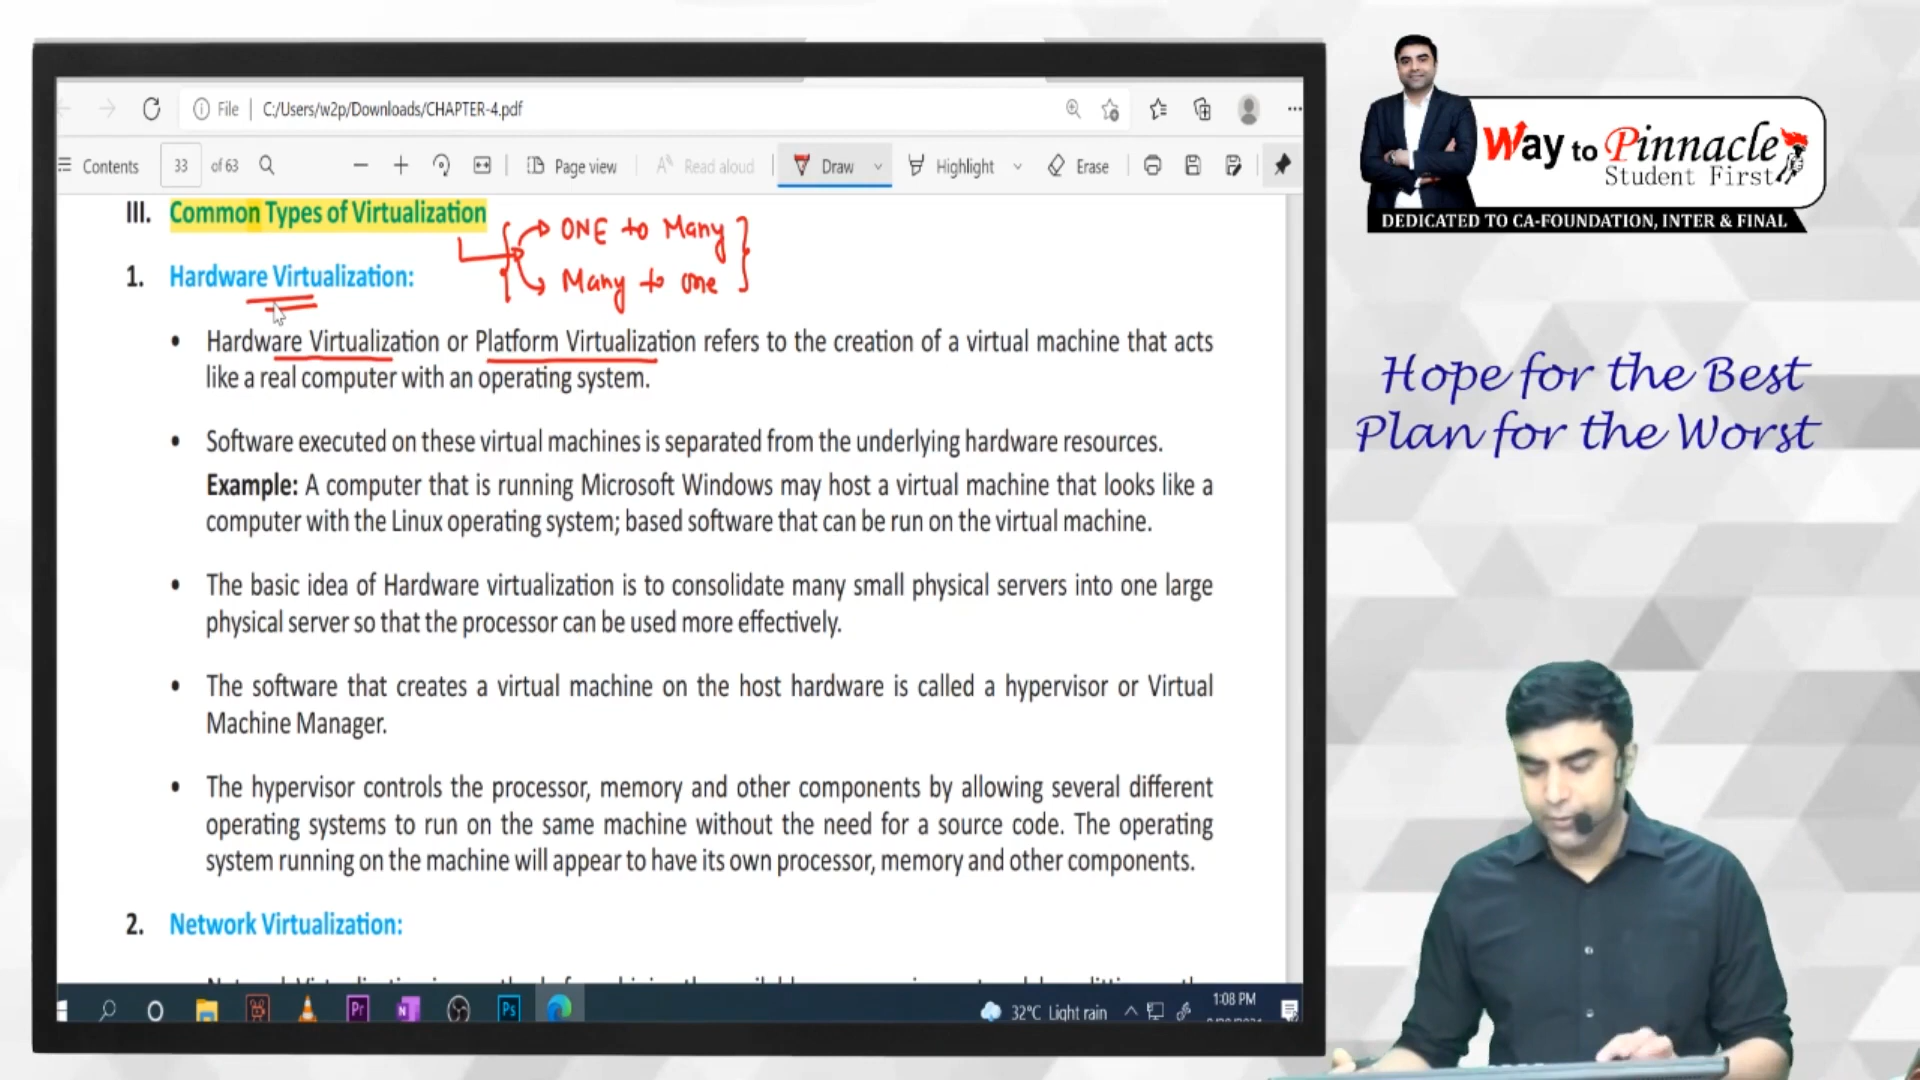 File
C:/Users/w2p/Downloads/CHAPTER-4.pdf
Contents
33
of 63
Page view
Read aloud
Draw
Highlight
Erase
III. Common Types of Virtualization
ONE to Many
Many to one
1. Hardware Virtualization:
• Hardware Virtualization or Platform Virtualization refers to the creation of a virtual machine that acts
like a real computer with an operating system.
• Software executed on these virtual machines is separated from the underlying hardware resources.
Example: A computer that is running Microsoft Windows may host a virtual machine that looks like a
computer with the Linux operating system; based software that can be run on the virtual machine.
• The basic idea of Hardware virtualization is to consolidate many small physical servers into one large
physical server so that the processor can be used more effectively.
• The software that creates a virtual machine on the host hardware is called a hypervisor or Virtual
Machine Manager.
• The hypervisor controls the processor, memory and other components by allowing several different
operating systems to run on the same machine without the need for a source code. The operating
system running on the machine will appear to have its own processor, memory and other components.
2. Network Virtualization:
Pr
N
Ps
32°C Light rain
1:08 PM
Way to Pinnacle
Student First
DEDICATED TO CA-FOUNDATION, INTER & FINAL
Hope for the Best
Plan for the Worst